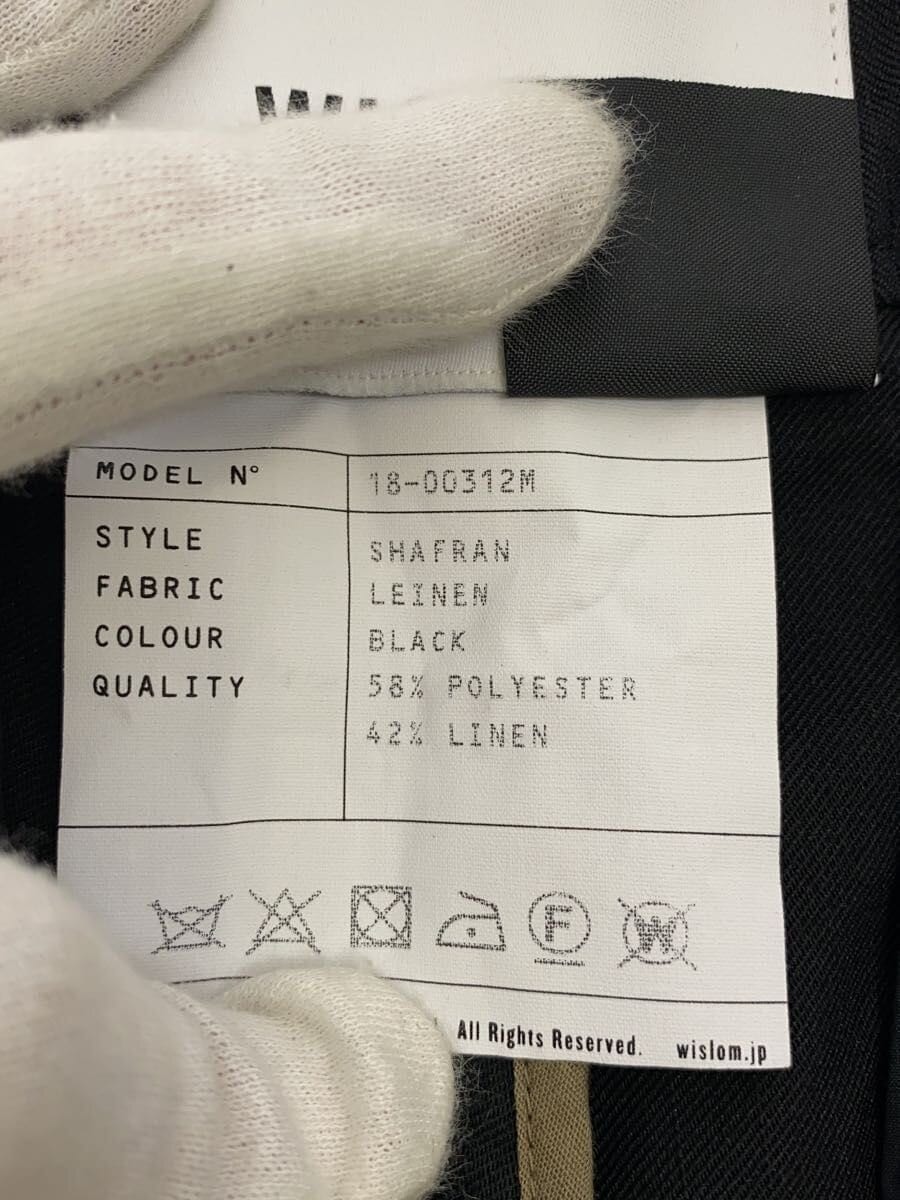 MODEL N° 18-00312M
STYLE SHAFRAN
FABRIC LEINEN
COLOUR BLACK
QUALITY 58% POLYESTER
42% LINEN
F W
All Rights Reserved. wislom.jp